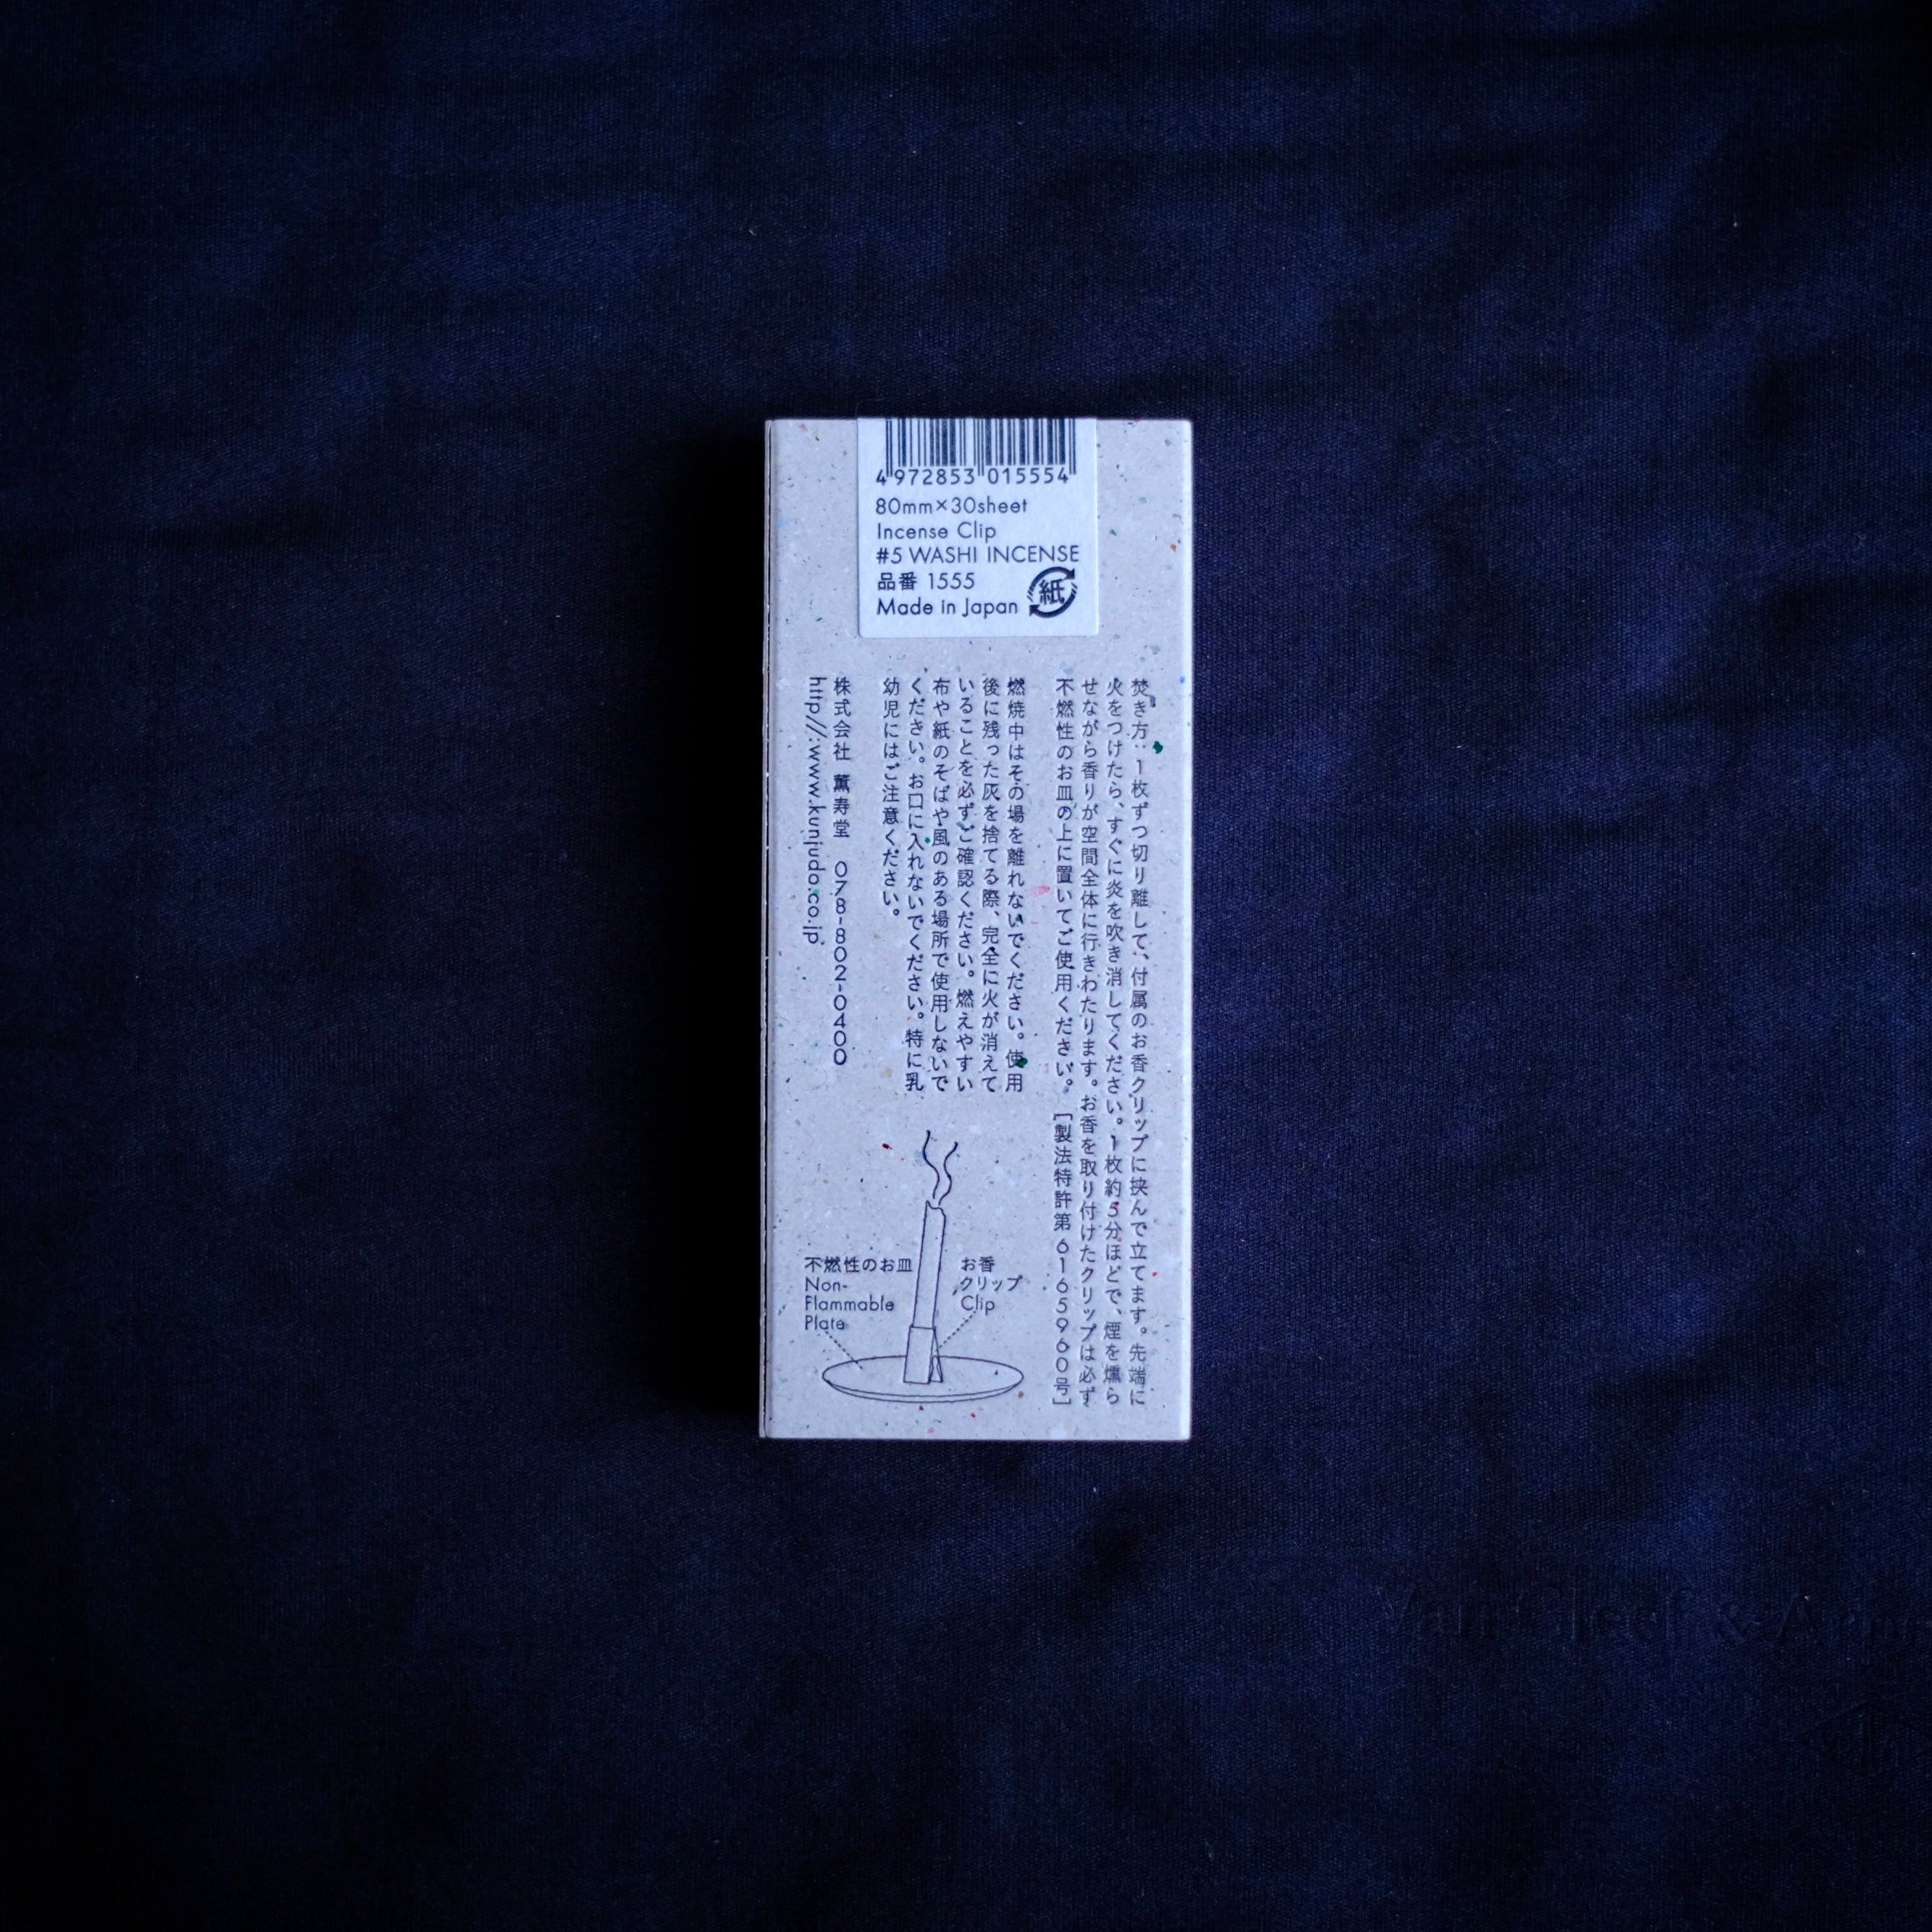 4 972853 015554
80mm×30sheet
Incense Clip
#5 WASHI INCENSE
品番 1555
Made in Japan
紙
焚き方：1枚ずつ切り離して、付属のお香クリップに挟んで立てます。先端に
火をつけたら、すぐに炎を吹き消してください。1枚約5分ほどで、煙を燻ら
せながら香りが空間全体に行きわたります。お香を取り付けたクリップは必ず
不燃性のお皿の上に置いてご使用ください。[製法特許第6165960号]
燃焼中はその場を離れないでください。使用
後に残った灰を捨てる際、完全に火が消えて
いることを必ずご確認ください。燃えやすい
布や紙のそばや風のある場所で使用しないで
ください。お口に入れないでください。特に乳
幼児にはご注意ください。
株式会社 薫寿堂 078-802-0400
http//:www.kunjudo.co.jp
不燃性のお皿
Non-
Flammable
Plate
お香
クリップ
Clip
Van Cleef &